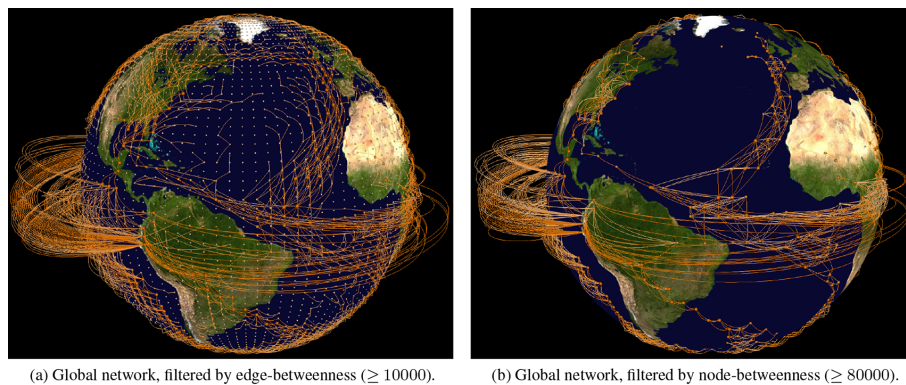 (a) Global network, filtered by edge-betweenness (≥ 10000).
(b) Global network, filtered by node-betweenness (≥ 80000).